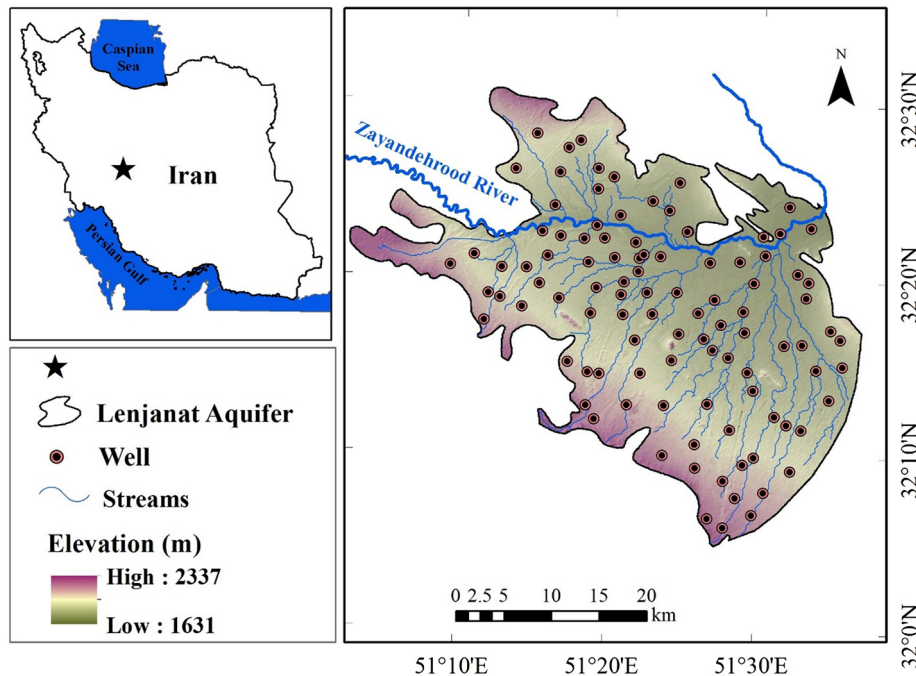 Caspian
Sea
Iran
Persian Gulf
Lenjanat Aquifer
Well
Streams
Elevation (m)
High : 2337
Low : 1631
N
Zayandehrood River
32°30'N
32°20'N
32°10'N
32°0'N
0 2.5 5 10 15 20
km
51°10'E 51°20'E 51°30'E